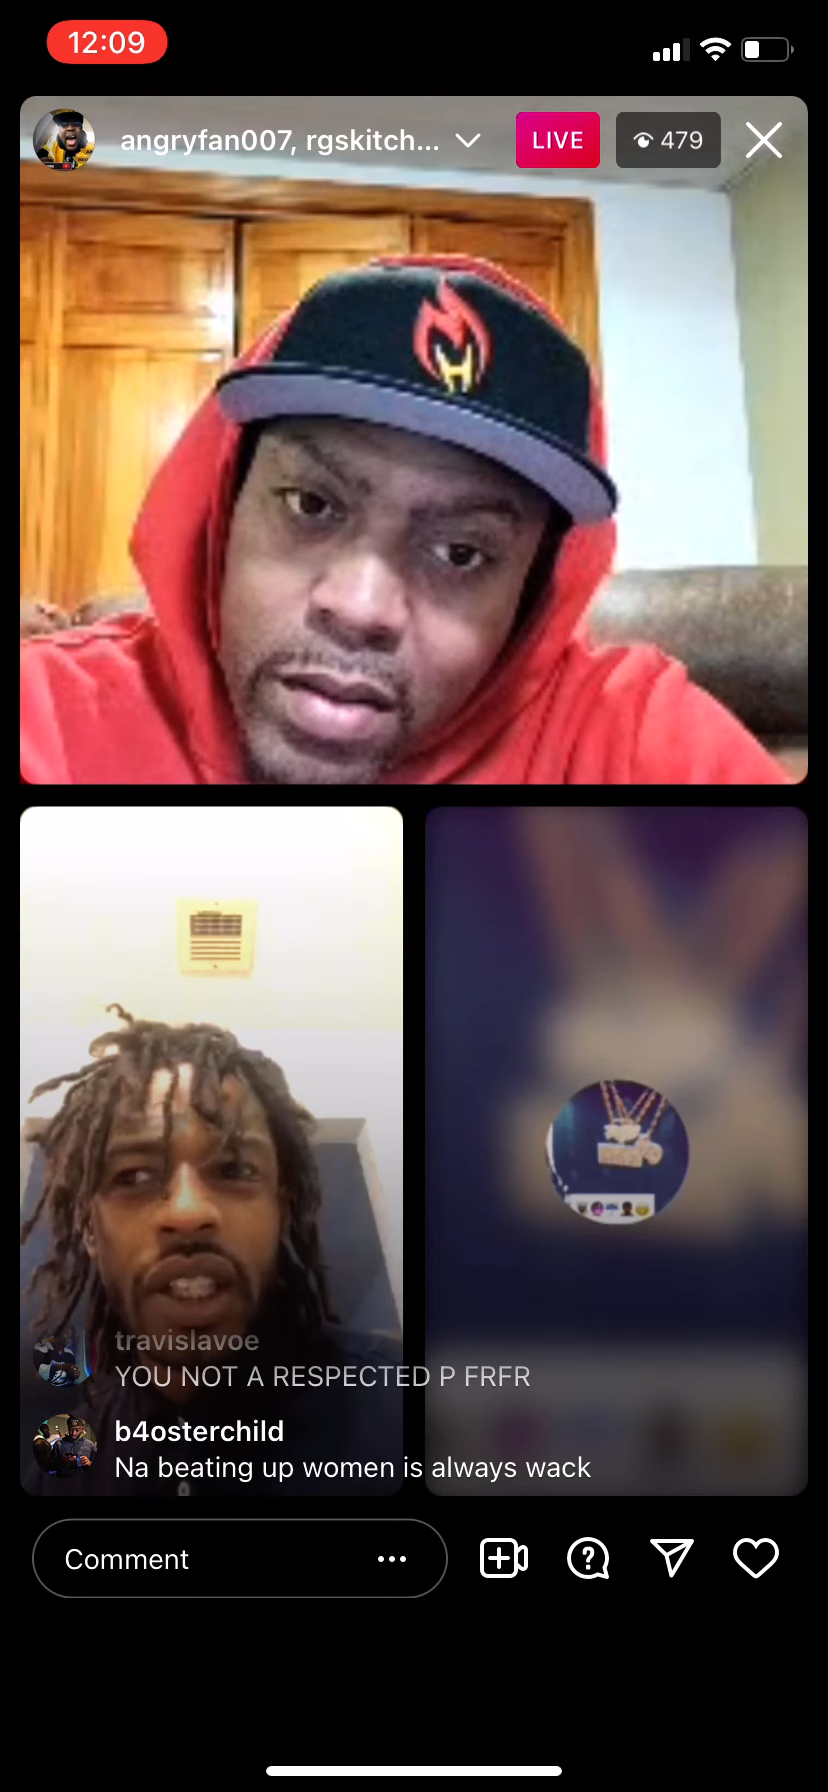 12:09
angryfan007, rgskitch...
LIVE
479
travislavoe
YOU NOT A RESPECTED P FRFR
b4osterchild
Na beating up women is always wack
Comment